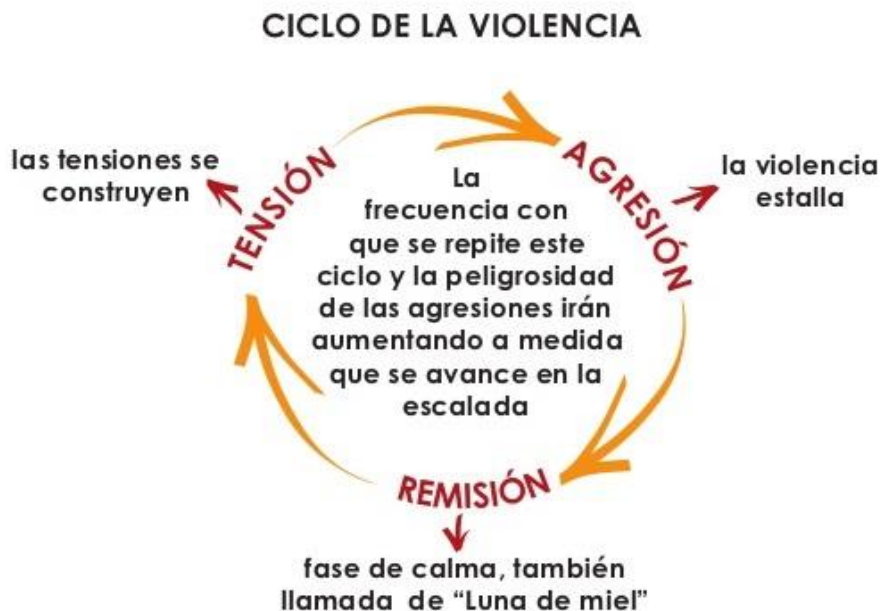 CICLO DE LA VIOLENCIA
TENSIÓN
las tensiones se
construyen
AGRESIÓN
la violencia
estalla
La
frecuencia con
que se repite este
ciclo y la peligrosidad
de las agresiones irán
aumentando a medida
que se avance en la
escalada
REMISIÓN
fase de calma, también
llamada de “Luna de miel”